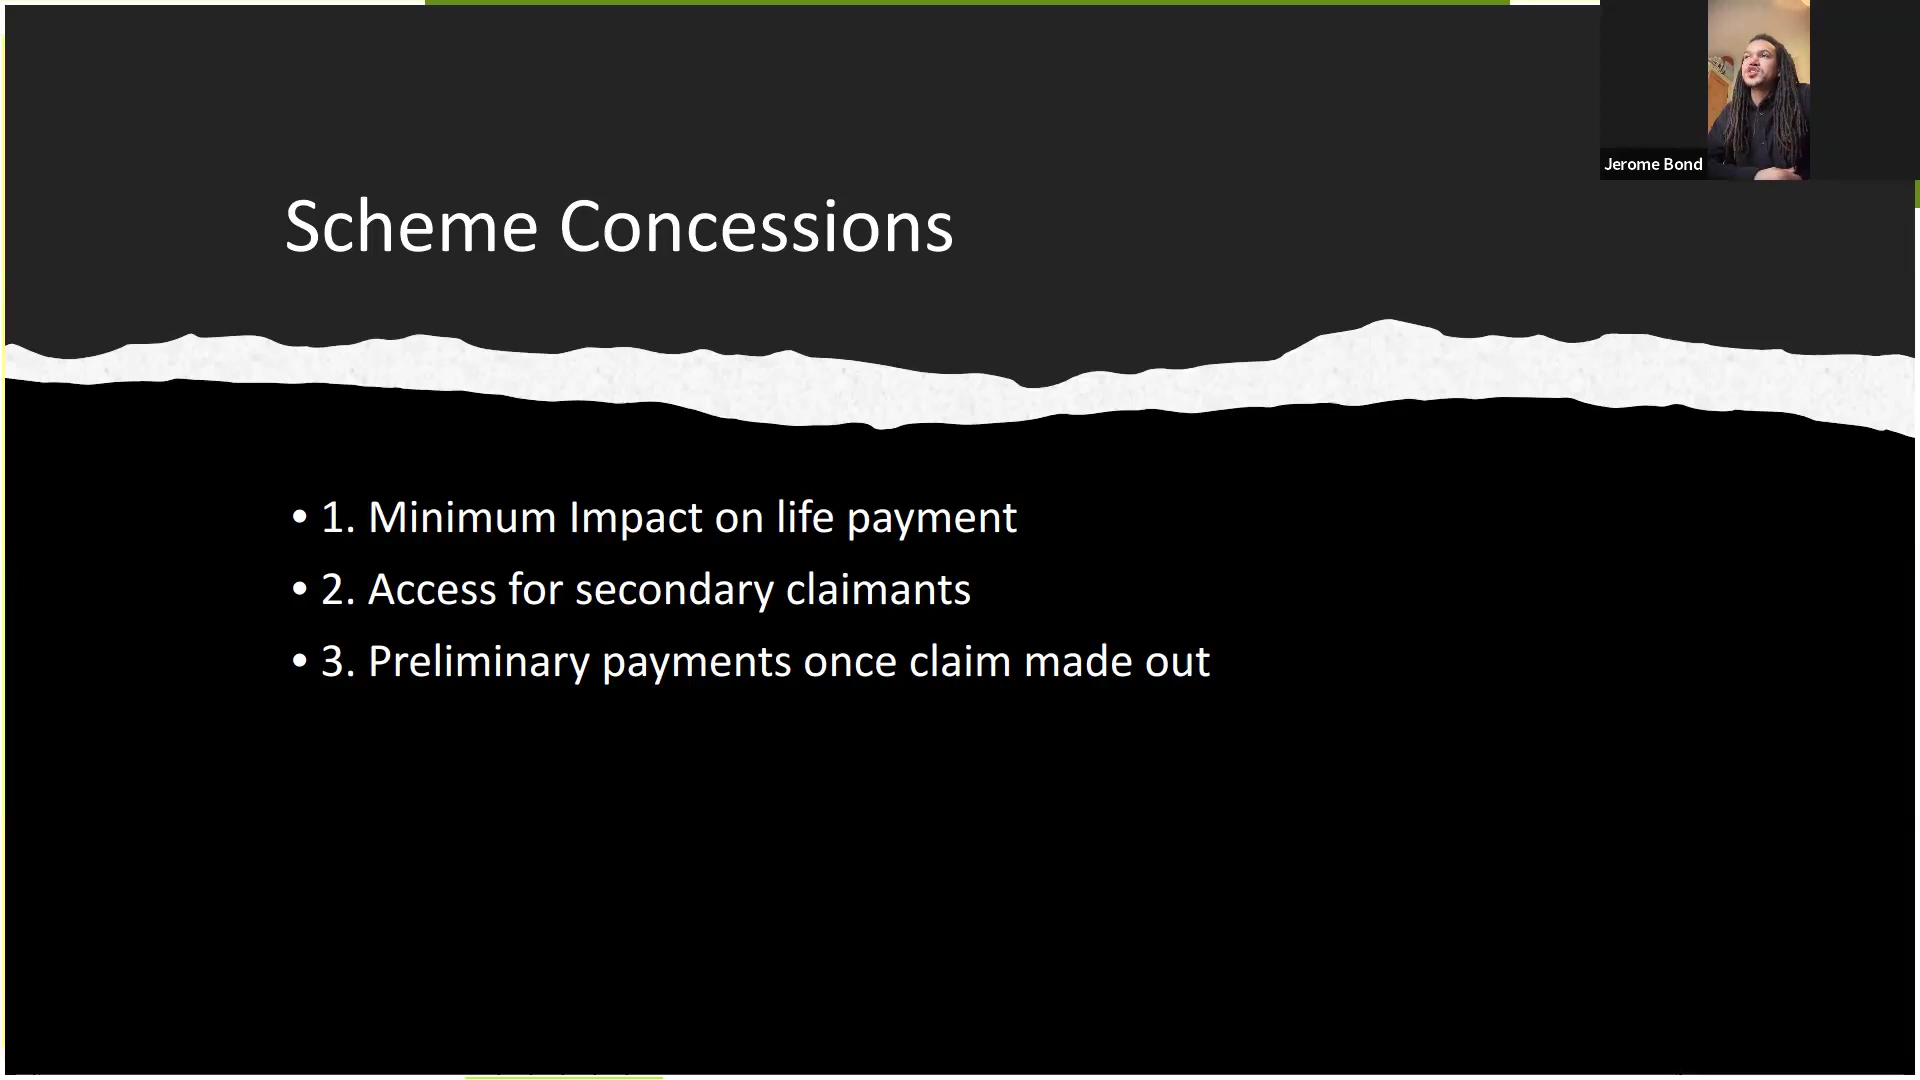 Jerome Bond
Scheme Concessions
• 1. Minimum Impact on life payment
• 2. Access for secondary claimants
• 3. Preliminary payments once claim made out